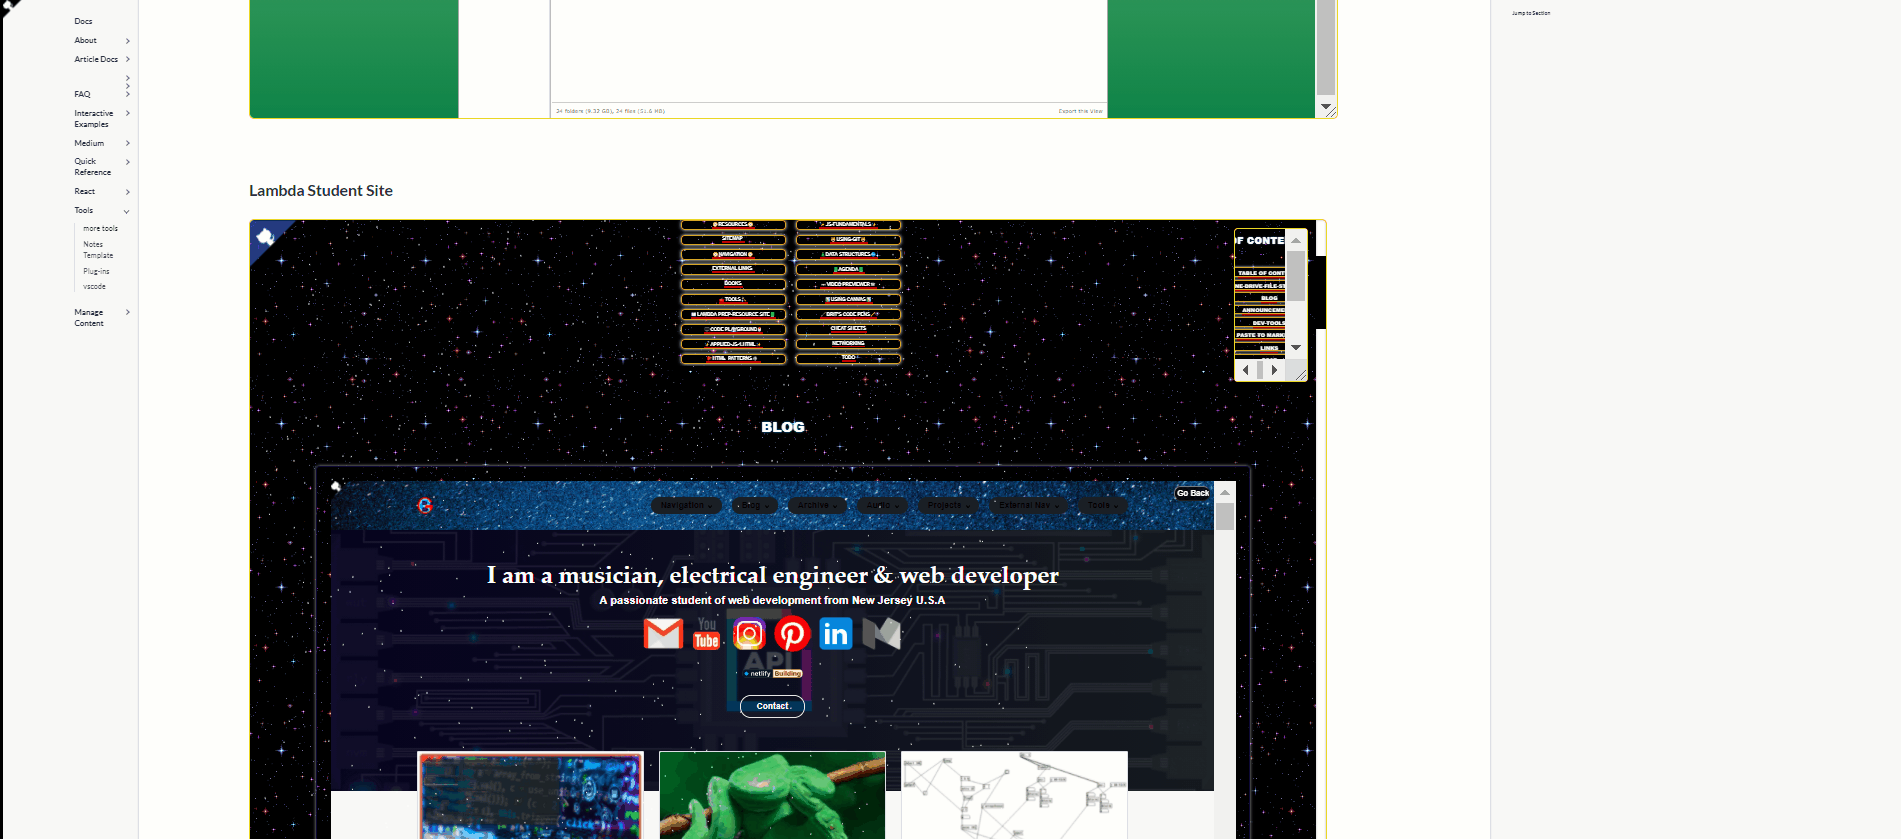 Docs
About
Article Docs
FAQ
Interactive
Examples
Medium
Quick
Reference
React
Tools
more tools
Notes
Template
Plug-ins
vscode
Manage
Content
Jump to Section
34 folders (9.32 GB), 34 files (51.6 MB)
Export this View
Lambda Student Site
RESOURCES
JS-FUNDAMENTALS
SITEMAP
USING-GIT
NAVIGATION
DATA STRUCTURES
EXTERNAL LINKS
AGENDA
BOOKS
VIDEO PREVIEWER
TOOLS
USING CANVAS
LAMBDA PREP-RESOURCE SITE
CODE PLAYGROUND
CHEAT SHEETS
APPLIED-JS-&-HTML
NETWORKING
HTML PATTERNS
TODO
OF CONTE
TABLE OF CONT
NE-DRIVE-FILE-ST
BLOG
ANNOUNCEME
DEV-TOOLS
PASTE TO MARK
LINKS
BLOG
G
Navigation
Blog
Archive
Audio
Projects
External Nav
Tools
Go Back
I am a musician, electrical engineer & web developer
A passionate student of web development from New Jersey U.S.A
You
Tube
in
API
netlify Building
Contact